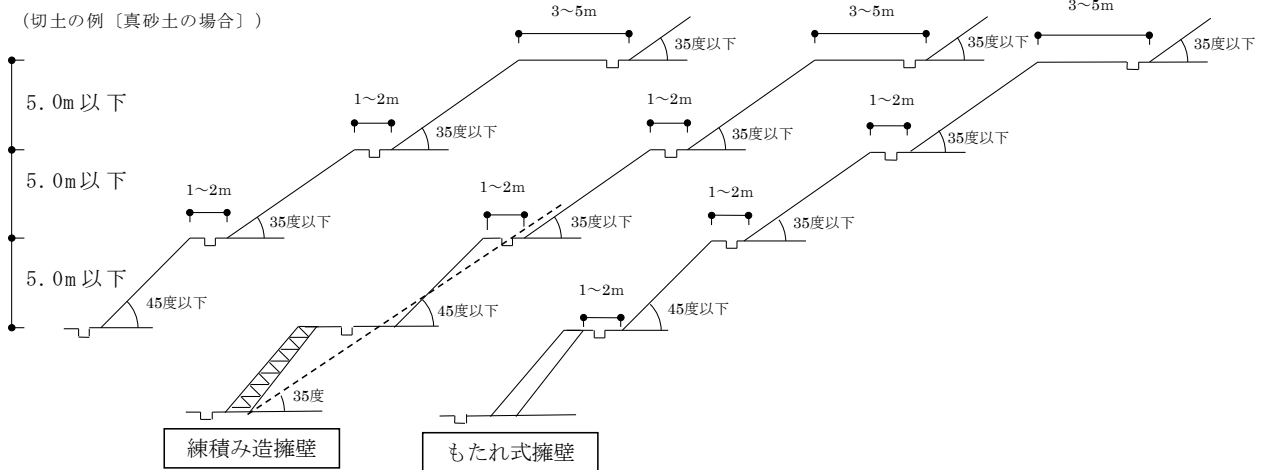 (切土の例〔真砂土の場合〕)
3～5m
3～5m
3～5m
35度以下
35度以下
35度以下
5.0m以下
1～2m
1～2m
1～2m
35度以下
35度以下
35度以下
5.0m以下
1～2m
1～2m
1～2m
35度以下
35度以下
35度以下
5.0m以下
45度以下
45度以下
1～2m
45度以下
35度
練積み造擁壁
もたれ式擁壁